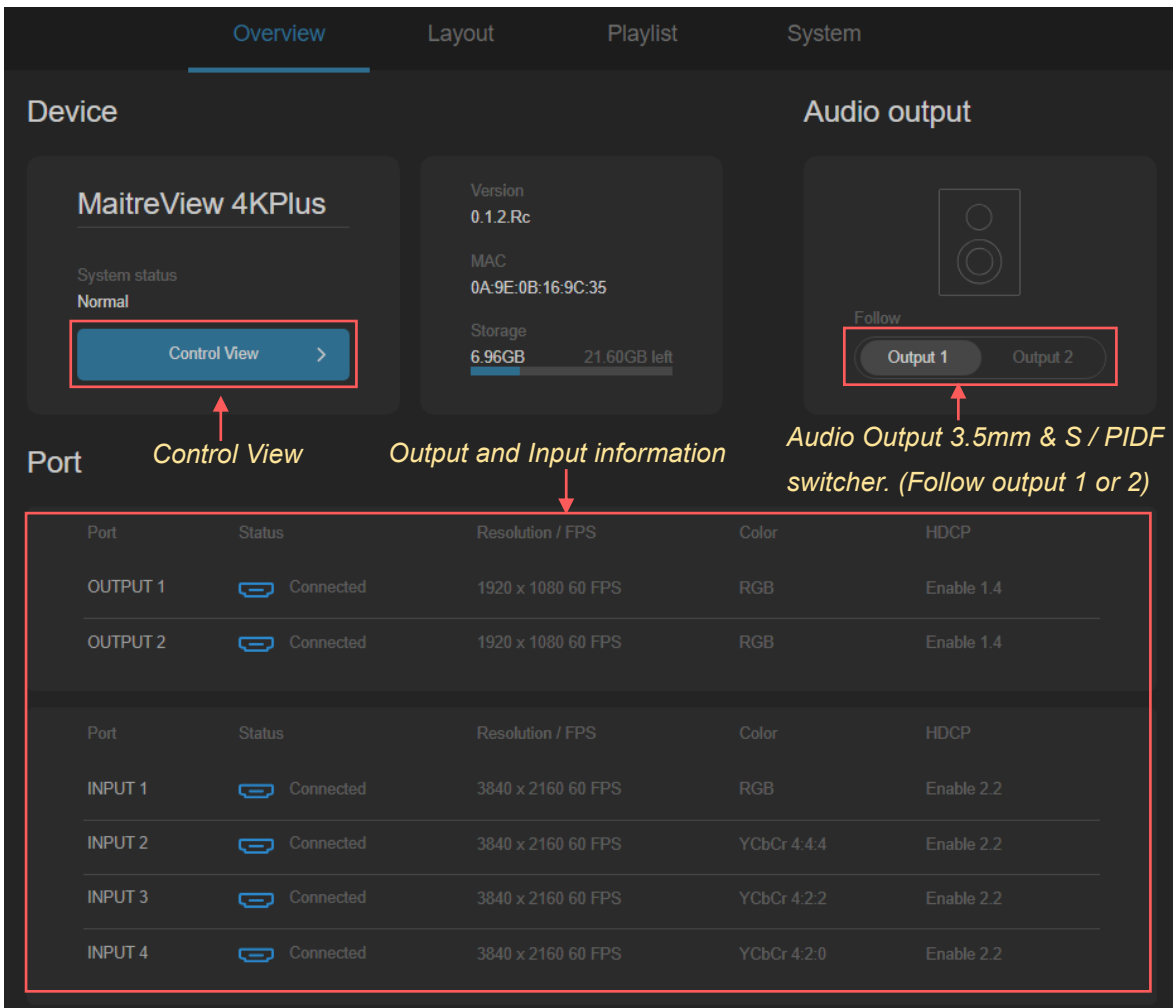 Overview Layout Playlist System
Device
Audio output
MaitreView 4KPlus
System status
Normal
Control View
Version
0.1.2.Rc
MAC
0A:9E:0B:16:9C:35
Storage
6.96GB 21.60GB left
Follow
Output 1 Output 2
Control View
Output and Input information
Audio Output 3.5mm & S / PIDF
switcher. (Follow output 1 or 2)
Port
Port Status Resolution / FPS Color HDCP
OUTPUT 1 Connected 1920 x 1080 60 FPS RGB Enable 1.4
OUTPUT 2 Connected 1920 x 1080 60 FPS RGB Enable 1.4
Port Status Resolution / FPS Color HDCP
INPUT 1 Connected 3840 x 2160 60 FPS RGB Enable 2.2
INPUT 2 Connected 3840 x 2160 60 FPS YCbCr 4:4:4 Enable 2.2
INPUT 3 Connected 3840 x 2160 60 FPS YCbCr 4:2:2 Enable 2.2
INPUT 4 Connected 3840 x 2160 60 FPS YCbCr 4:2:0 Enable 2.2